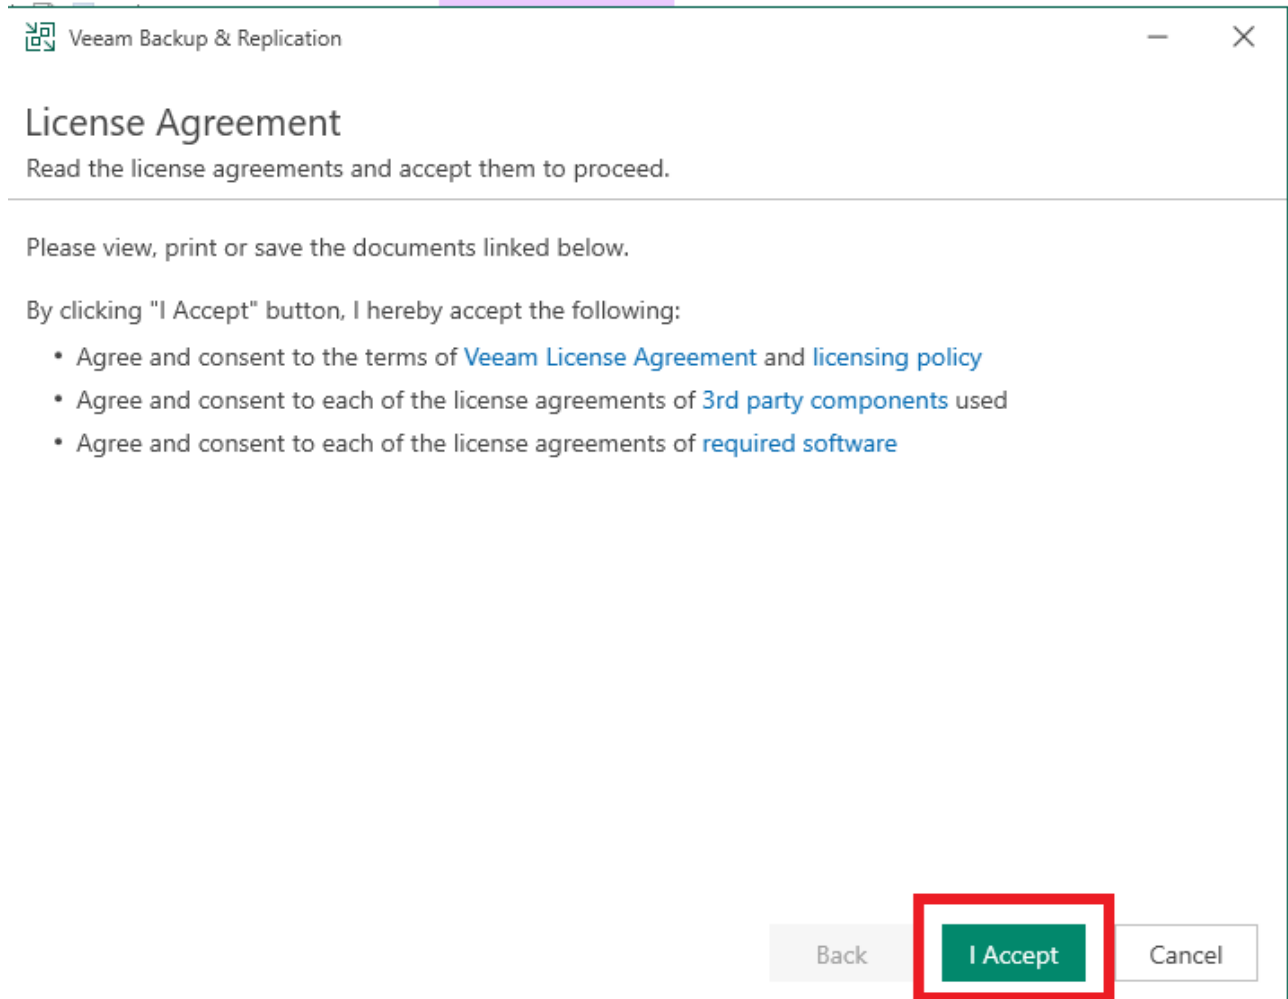 Veeam Backup & Replication
License Agreement
Read the license agreements and accept them to proceed.
Please view, print or save the documents linked below.
By clicking "I Accept" button, I hereby accept the following:
• Agree and consent to the terms of Veeam License Agreement and licensing policy
• Agree and consent to each of the license agreements of 3rd party components used
• Agree and consent to each of the license agreements of required software
Back I Accept Cancel